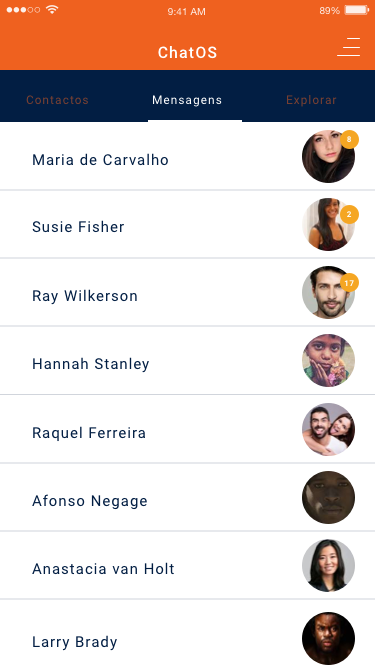 9:41 AM 89%
ChatOS
Contactos Mensagens Explorar
Maria de Carvalho 8
Susie Fisher 2
Ray Wilkerson 17
Hannah Stanley
Raquel Ferreira
Afonso Negage
Anastacia van Holt
Larry Brady